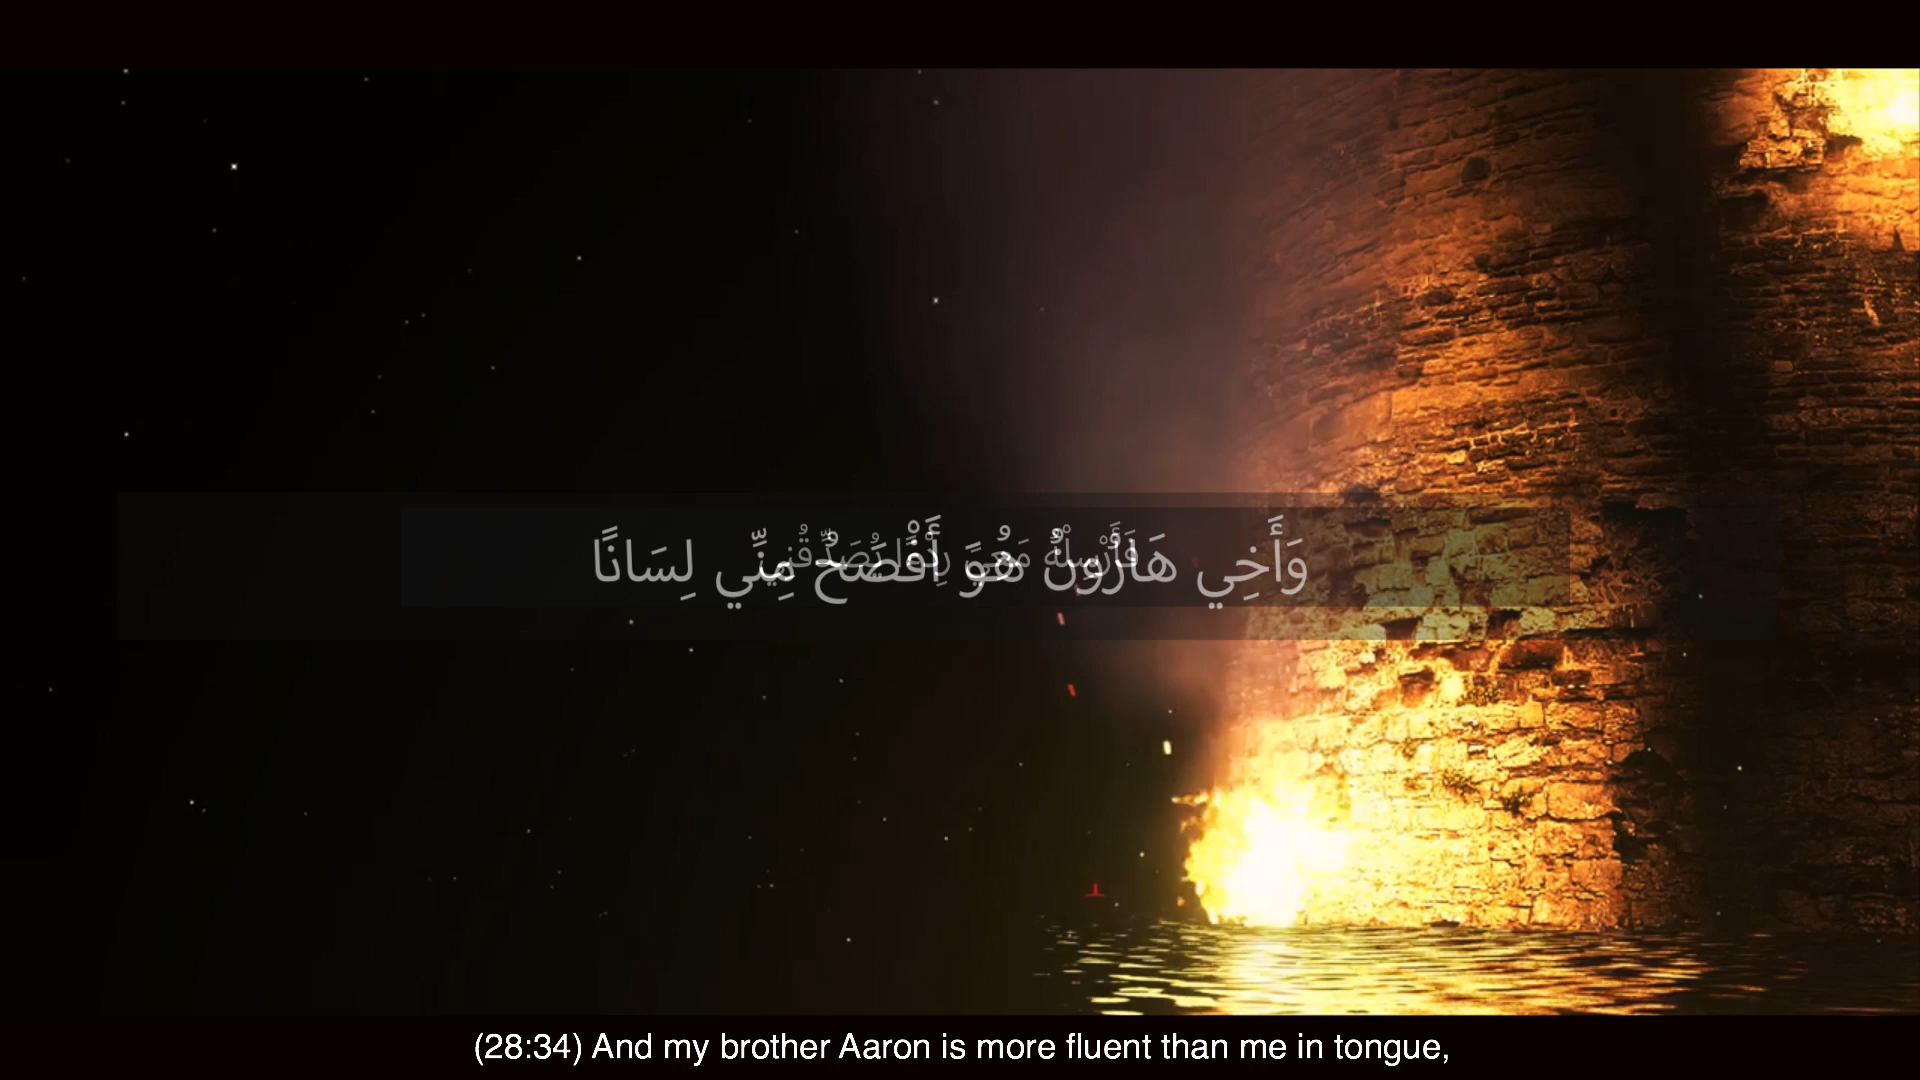 وَأَخِي هَارُونُ هُوَ أَفْصَحُ مِنِّي لِسَانًا
فَأَرْسِلْهُ مَعِيَ رِدْءًا يُصَدِّقُنِي
(28:34) And my brother Aaron is more fluent than me in tongue,